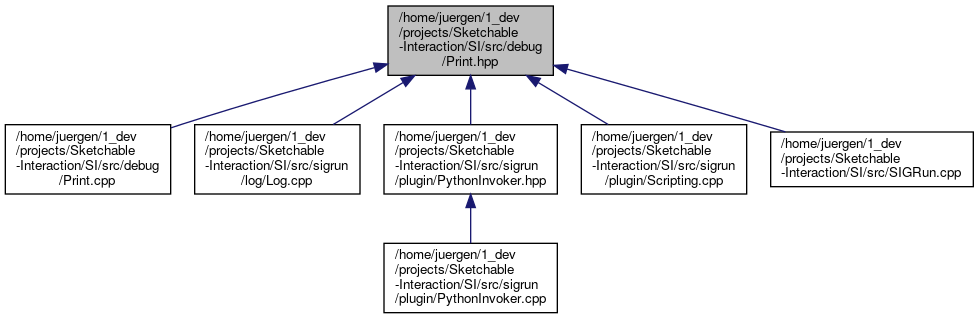 /home/juergen/1_dev
/projects/Sketchable
-Interaction/SI/src/debug
/Print.hpp
/home/juergen/1_dev
/projects/Sketchable
-Interaction/SI/src/debug
/Print.cpp
/home/juergen/1_dev
/projects/Sketchable
-Interaction/SI/src/sigrun
/log/Log.cpp
/home/juergen/1_dev
/projects/Sketchable
-Interaction/SI/src/sigrun
/plugin/PythonInvoker.hpp
/home/juergen/1_dev
/projects/Sketchable
-Interaction/SI/src/sigrun
/plugin/Scripting.cpp
/home/juergen/1_dev
/projects/Sketchable
-Interaction/SI/src/SIGRun.cpp
/home/juergen/1_dev
/projects/Sketchable
-Interaction/SI/src/sigrun
/plugin/PythonInvoker.cpp